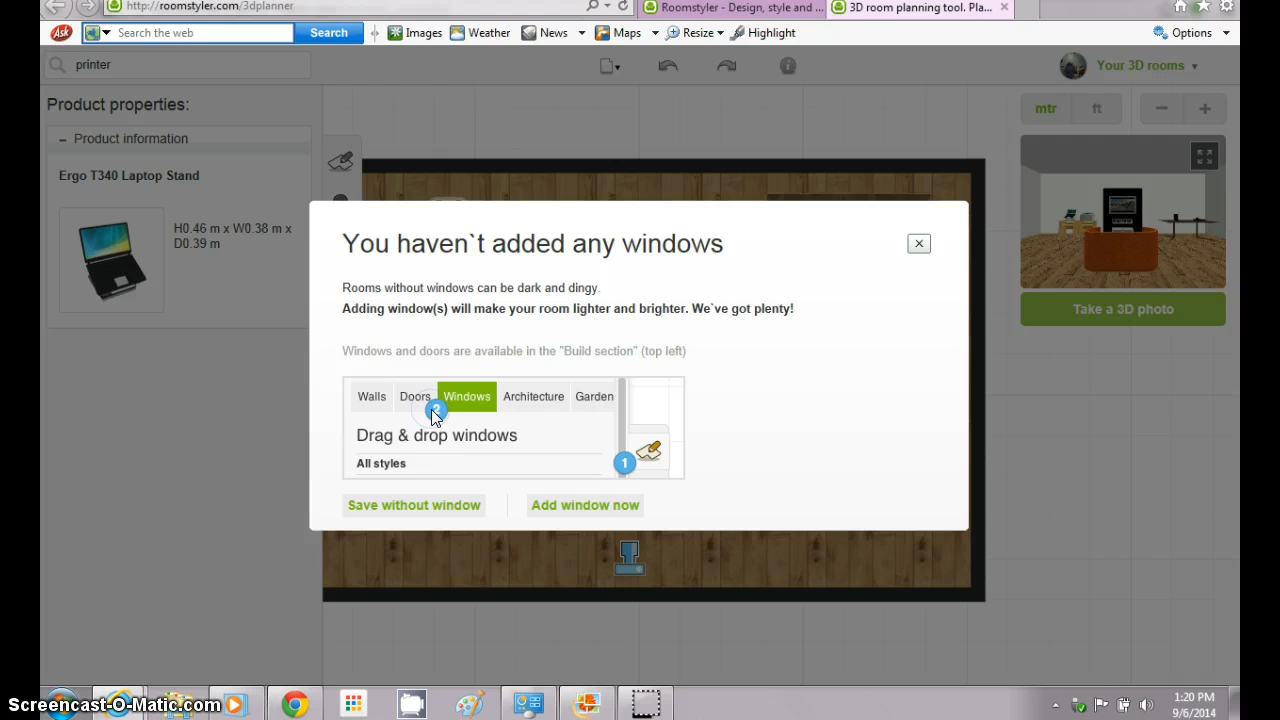 http://roomstyler.com/3dplanner
Roomstyler - Design, style and ...
3D room planning tool. Pla...
Ask
Search the web
Search
Images
Weather
News
Maps
Resize
Highlight
Options
printer
Your 3D rooms
Product properties:
mtr
ft
– Product information
Ergo T340 Laptop Stand
H0.46 m x W0.38 m x
D0.39 m
Take a 3D photo
You haven`t added any windows
Rooms without windows can be dark and dingy.
Adding window(s) will make your room lighter and brighter. We`ve got plenty!
Windows and doors are available in the "Build section" (top left)
Walls
Doors
Windows
Architecture
Garden
2
Drag & drop windows
All styles
1
Save without window
Add window now
Screencast-O-Matic.com
1:20 PM
9/6/2014